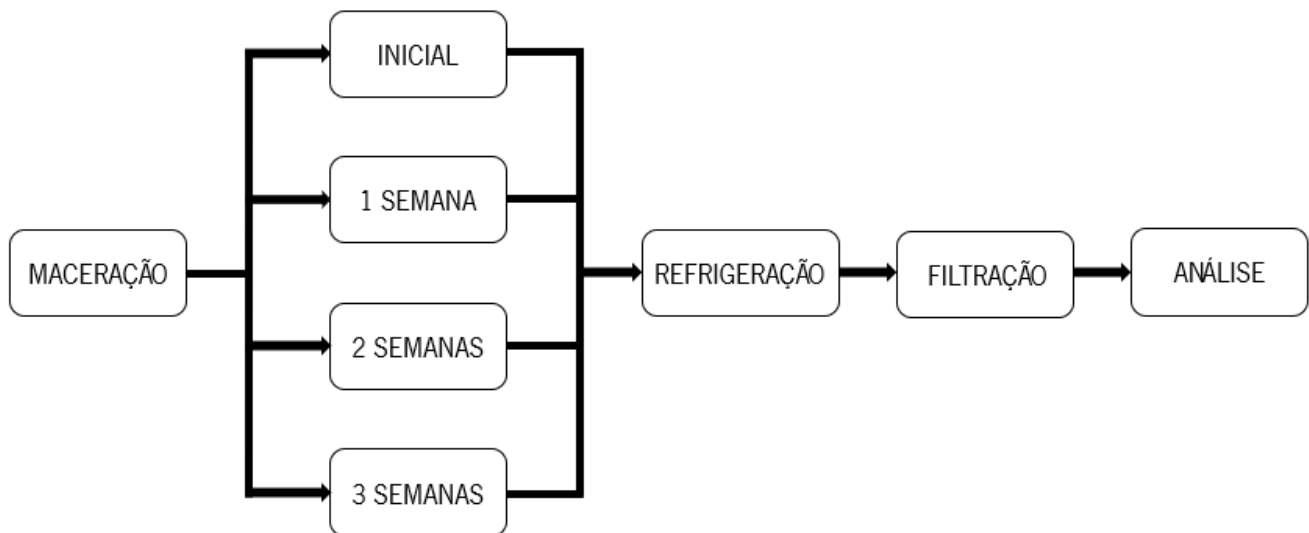 MACERAÇÃO
INICIAL
1 SEMANA
2 SEMANAS
3 SEMANAS
REFRIGERAÇÃO
FILTRAÇÃO
ANÁLISE